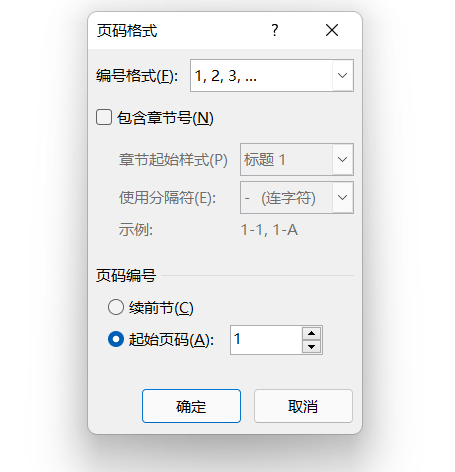 页码格式 ?
编号格式(F): 1, 2, 3, ...
包含章节号(N)
章节起始样式(P) 标题 1
使用分隔符(E): - (连字符)
示例: 1-1, 1-A
页码编号
续前节(C)
起始页码(A): 1
确定 取消